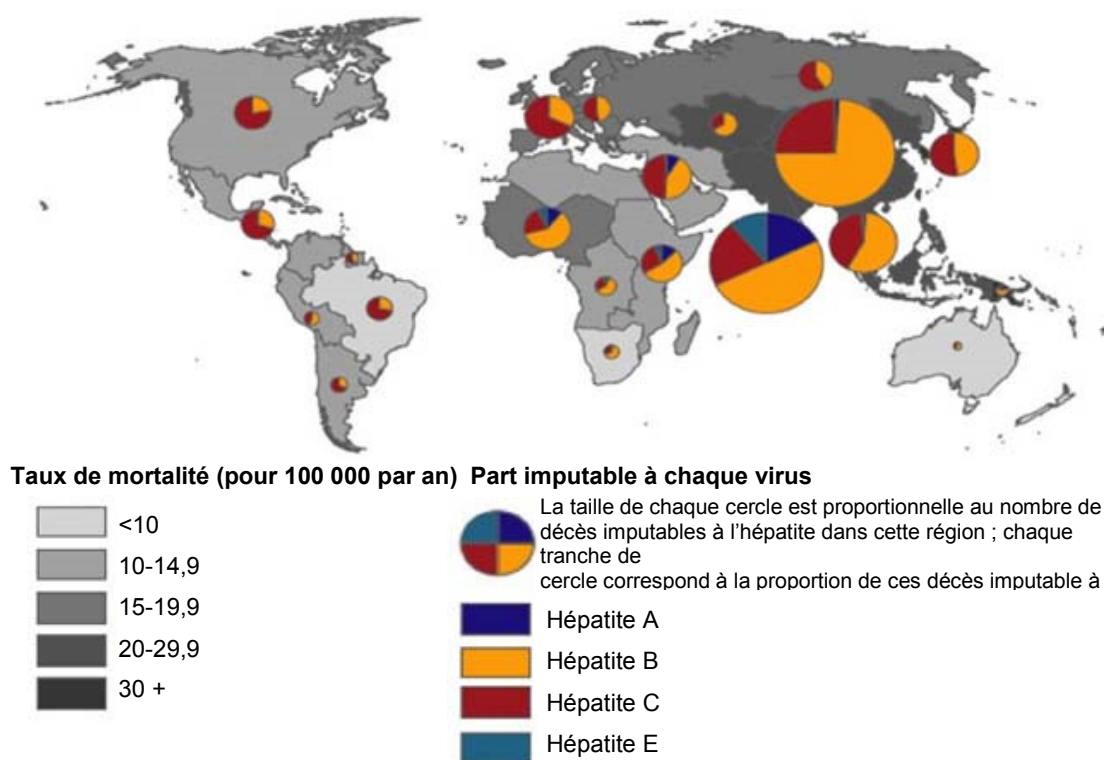 Taux de mortalité (pour 100 000 par an) Part imputable à chaque virus
<10
10-14,9
15-19,9
20-29,9
30 +
La taille de chaque cercle est proportionnelle au nombre de
décès imputables à l'hépatite dans cette région ; chaque
tranche de
cercle correspond à la proportion de ces décès imputable à
Hépatite A
Hépatite B
Hépatite C
Hépatite E